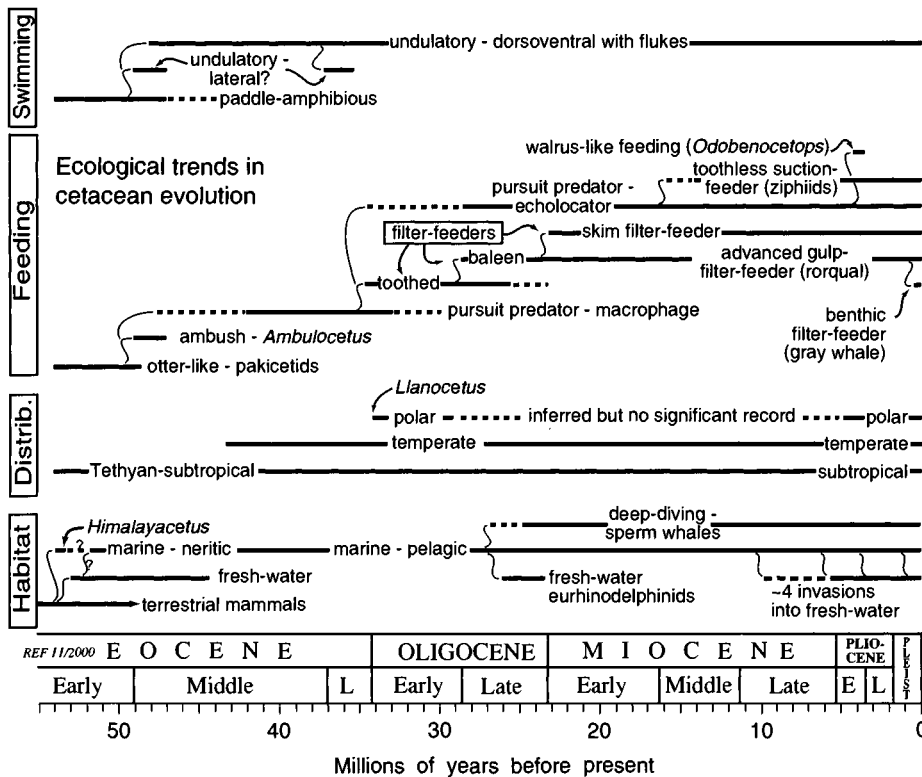 Swimming
undulatory - dorsoventral with flukes
undulatory -
lateral?
paddle-amphibious
Feeding
Ecological trends in
cetacean evolution
walrus-like feeding (Odobenocetops)
toothless suction-
feeder (ziphiids)
pursuit predator -
echolocator
filter-feeders
skim filter-feeder
baleen
advanced gulp-
filter-feeder (rorqual)
toothed
benthic
filter-feeder
(gray whale)
pursuit predator - macrophage
ambush - Ambulocetus
otter-like - pakicetids
Distrib.
Llanocetus
polar
inferred but no significant record
polar
temperate
temperate
Tethyan-subtropical
subtropical
Habitat
Himalayacetus
?
?
marine - neritic
marine - pelagic
deep-diving -
sperm whales
fresh-water
fresh-water
eurhinodelphinids
~4 invasions
into fresh-water
terrestrial mammals
REF 11/2000 EOCENE OLIGOCENE MIOCENE PLIO-
CENE PLEIST
Early Middle L Early Late Early Middle Late E L
50 40 30 20 10 0
Millions of years before present